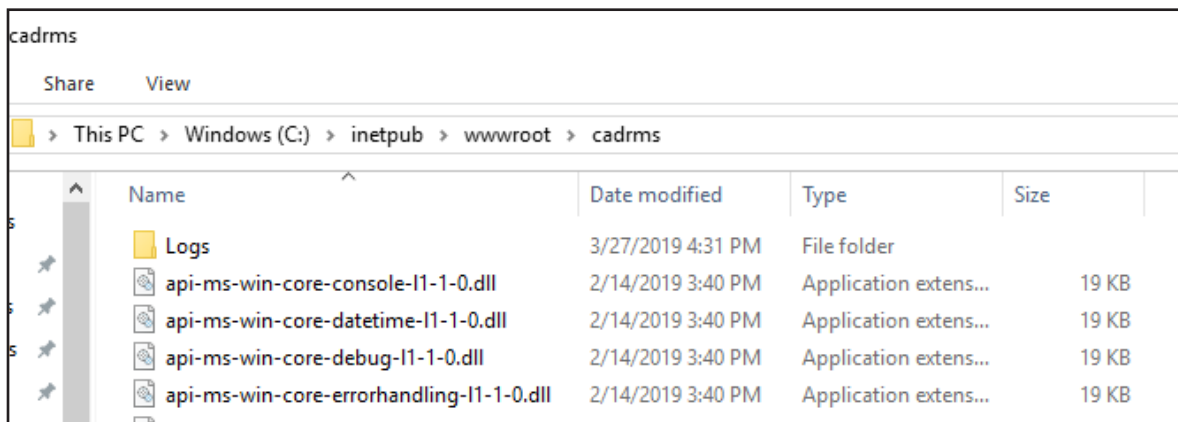 cadrms
Share View
This PC > Windows (C:) > inetpub > wwwroot > cadrms
Name Date modified Type Size
s
Logs 3/27/2019 4:31 PM File folder
api-ms-win-core-console-l1-1-0.dll 2/14/2019 3:40 PM Application extens... 19 KB
api-ms-win-core-datetime-l1-1-0.dll 2/14/2019 3:40 PM Application extens... 19 KB
s api-ms-win-core-debug-l1-1-0.dll 2/14/2019 3:40 PM Application extens... 19 KB
api-ms-win-core-errorhandling-l1-1-0.dll 2/14/2019 3:40 PM Application extens... 19 KB